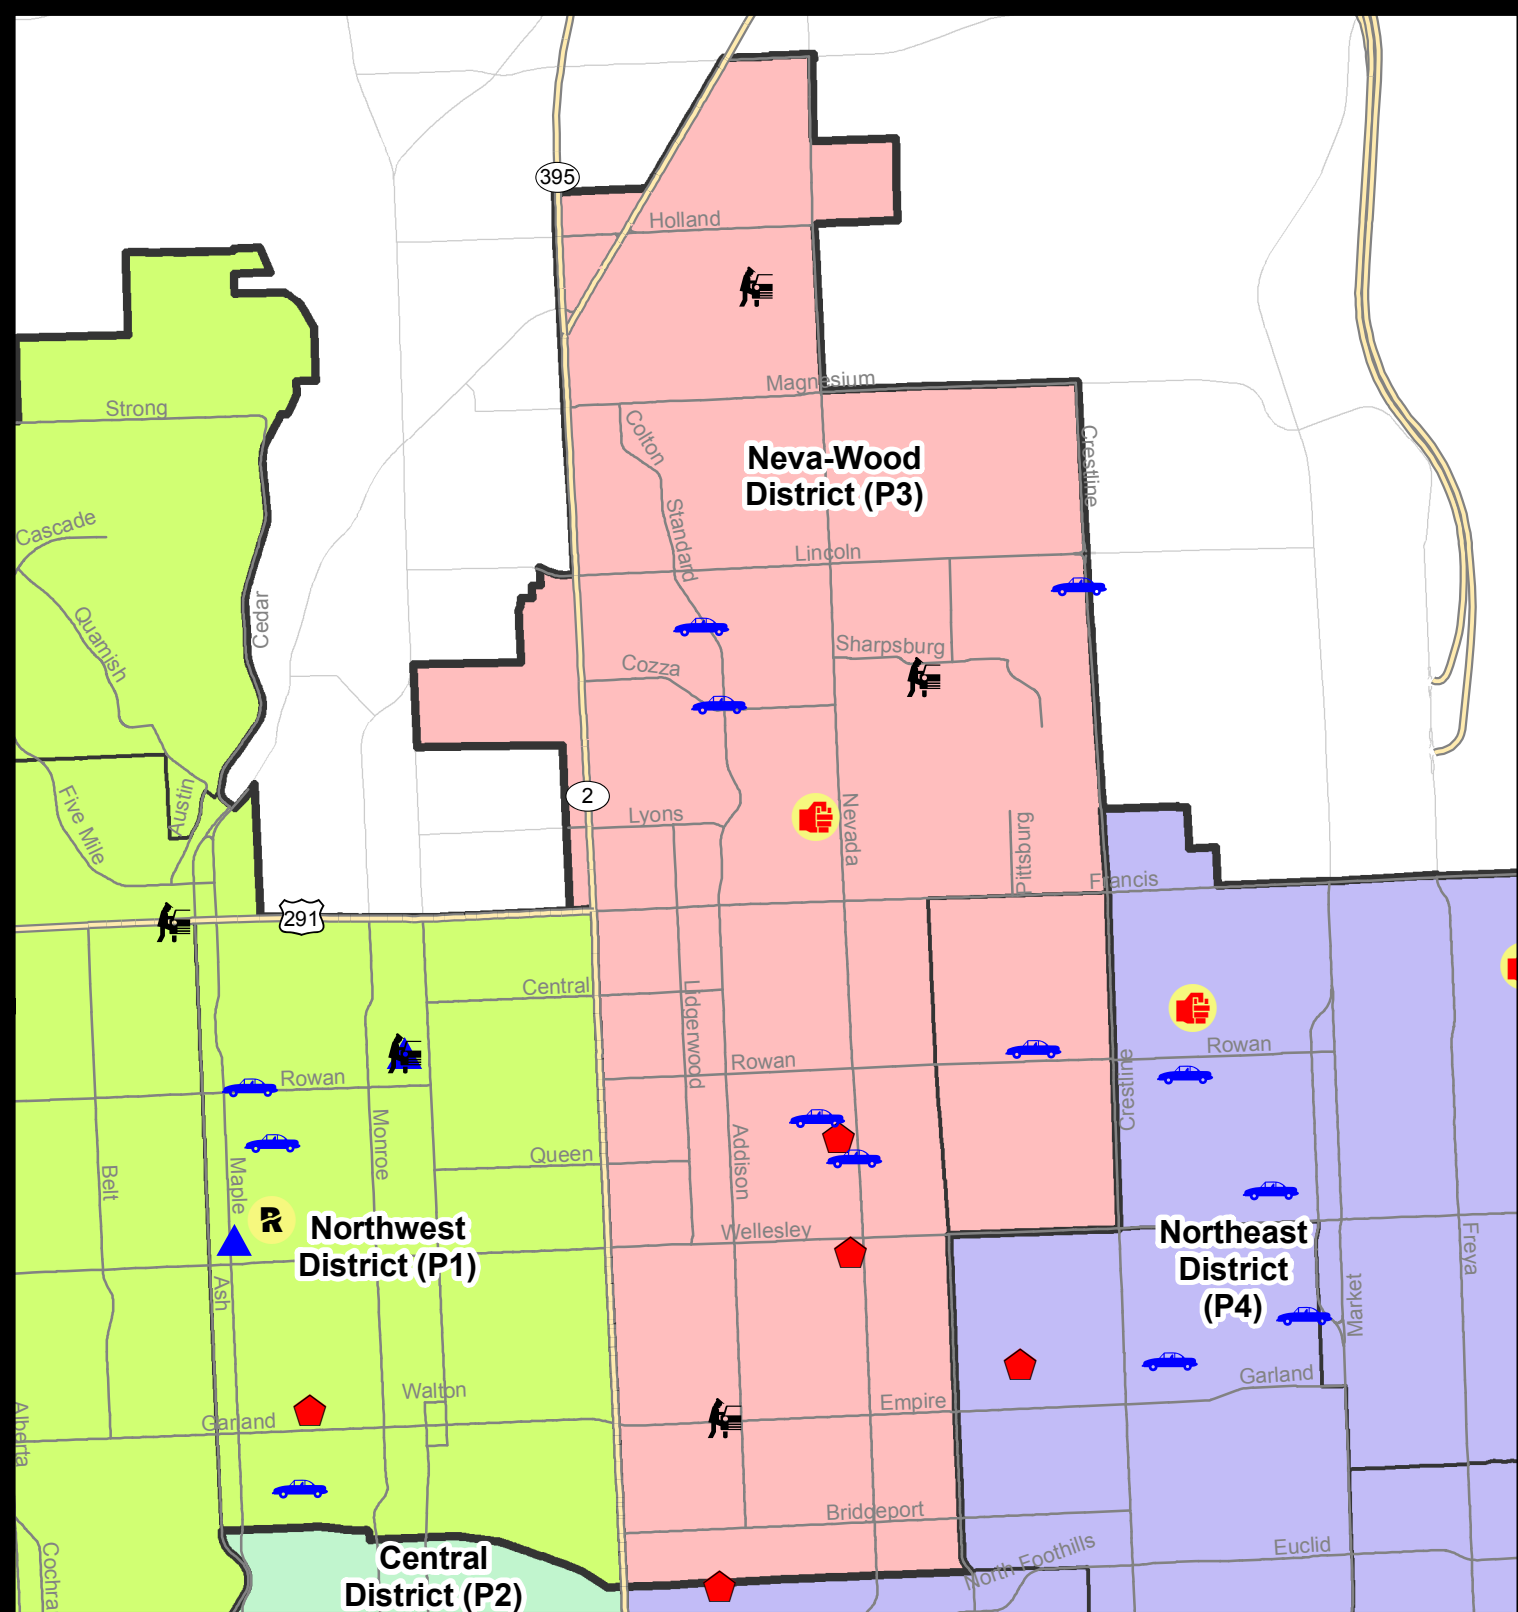 395
Holland
Magnesium
Strong
Colton
Crestline
Neva-Wood
District (P3)
Standard
Cascade
Lincoln
Cedar
Quamish
Sharpsburg
Cozza
2
Five Mile
Austin
Lyons
Nevada
Pittsburg
Francis
291
Central
Lidgerwood
Rowan
Rowan
Rowan
Crestline
Monroe
Addison
Queen
Belt
Maple
R
Northwest
District (P1)
Wellesley
Northeast
District
(P4)
Freya
Ash
Market
Walton
Garland
Empire
Garland
Alberta
Bridgeport
Central
District (P2)
North Foothills
Euclid
Cochra